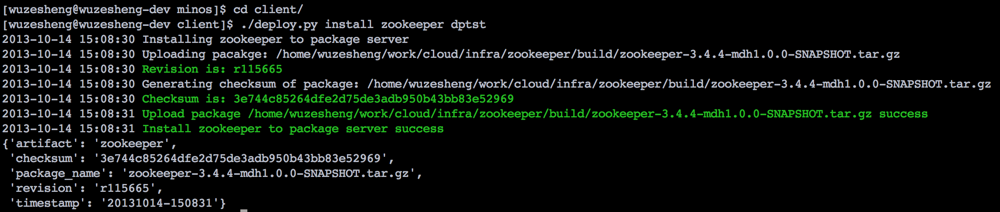 [wuzesheng@wuzesheng-dev minos]$ cd client/
[wuzesheng@wuzesheng-dev client]$ ./deploy.py install zookeeper dptst
2013-10-14 15:08:30 Installing zookeeper to package server
2013-10-14 15:08:30 Uploading pacakge: /home/wuzesheng/work/cloud/infra/zookeeper/build/zookeeper-3.4.4-mdh1.0.0-SNAPSHOT.tar.gz
2013-10-14 15:08:30 Revision is: r115665
2013-10-14 15:08:30 Generating checksum of package: /home/wuzesheng/work/cloud/infra/zookeeper/build/zookeeper-3.4.4-mdh1.0.0-SNAPSHOT.tar.gz
2013-10-14 15:08:30 Checksum is: 3e744c85264dfe2d75de3adb950b43bb83e52969
2013-10-14 15:08:31 Upload package /home/wuzesheng/work/cloud/infra/zookeeper/build/zookeeper-3.4.4-mdh1.0.0-SNAPSHOT.tar.gz success
2013-10-14 15:08:31 Install zookeeper to package server success
{'artifact': 'zookeeper',
 'checksum': '3e744c85264dfe2d75de3adb950b43bb83e52969',
 'package_name': 'zookeeper-3.4.4-mdh1.0.0-SNAPSHOT.tar.gz',
 'revision': 'r115665',
 'timestamp': '20131014-150831'}